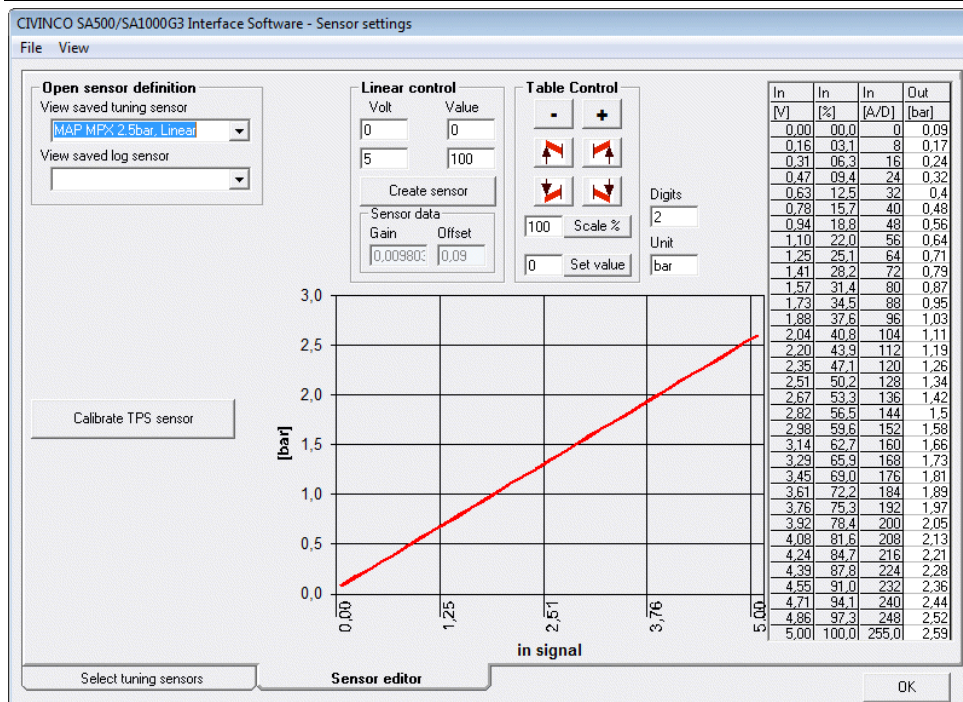 CIVINCO SA500/SA1000G3 Interface Software - Sensor settings
File View
Open sensor definition
View saved tuning sensor
MAP MPX 2.5bar, Linear
View saved log sensor
Linear control
Volt Value
0 0
5 100
Create sensor
Sensor data
Gain Offset
0,00980 0,09
Table Control
- +
100 Scale %
0 Set value
Digits
2
Unit
bar
Calibrate TPS sensor
[bar]
3,0
2,5
2,0
1,5
1,0
0,5
0,0
0,00 1,25 2,51 3,76 5,00
in signal
In In In Out
[V] [%] [A/D] [bar]
0,00 00,0 0 0,09
0,16 03,1 8 0,17
0,31 06,3 16 0,24
0,47 09,4 24 0,32
0,63 12,5 32 0,4
0,78 15,7 40 0,48
0,94 18,8 48 0,56
1,10 22,0 56 0,64
1,25 25,1 64 0,71
1,41 28,2 72 0,79
1,57 31,4 80 0,87
1,73 34,5 88 0,95
1,88 37,6 96 1,03
2,04 40,8 104 1,11
2,20 43,9 112 1,19
2,35 47,1 120 1,26
2,51 50,2 128 1,34
2,67 53,3 136 1,42
2,82 56,5 144 1,5
2,98 59,6 152 1,58
3,14 62,7 160 1,66
3,29 65,9 168 1,73
3,45 69,0 176 1,81
3,61 72,2 184 1,89
3,76 75,3 192 1,97
3,92 78,4 200 2,05
4,08 81,6 208 2,13
4,24 84,7 216 2,21
4,39 87,8 224 2,28
4,55 91,0 232 2,36
4,71 94,1 240 2,44
4,86 97,3 248 2,52
5,00 100,0 255,0 2,59
Select tuning sensors
Sensor editor
OK